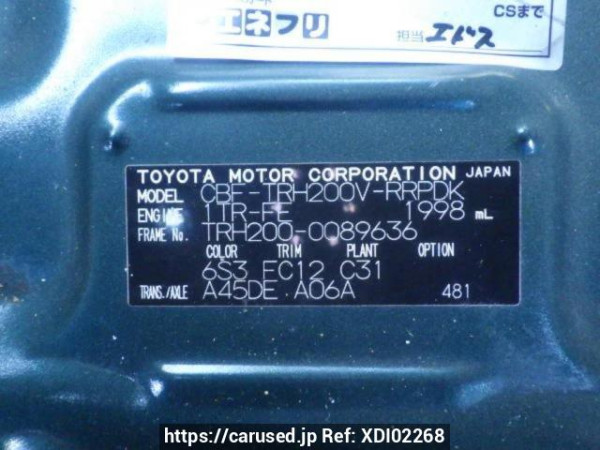 CSまで
エネフリ
担当 エドス
TOYOTA MOTOR CORPORATION JAPAN
MODEL CBF-TRH200V-RRPDK
ENGINE 1TR-FE 1998 mL
FRAME No. TRH200-0089636
COLOR TRIM PLANT OPTION
6S3 FC12 C31
TRANS./AXLE A45DE A06A 481
https://carused.jp Ref: XDI02268